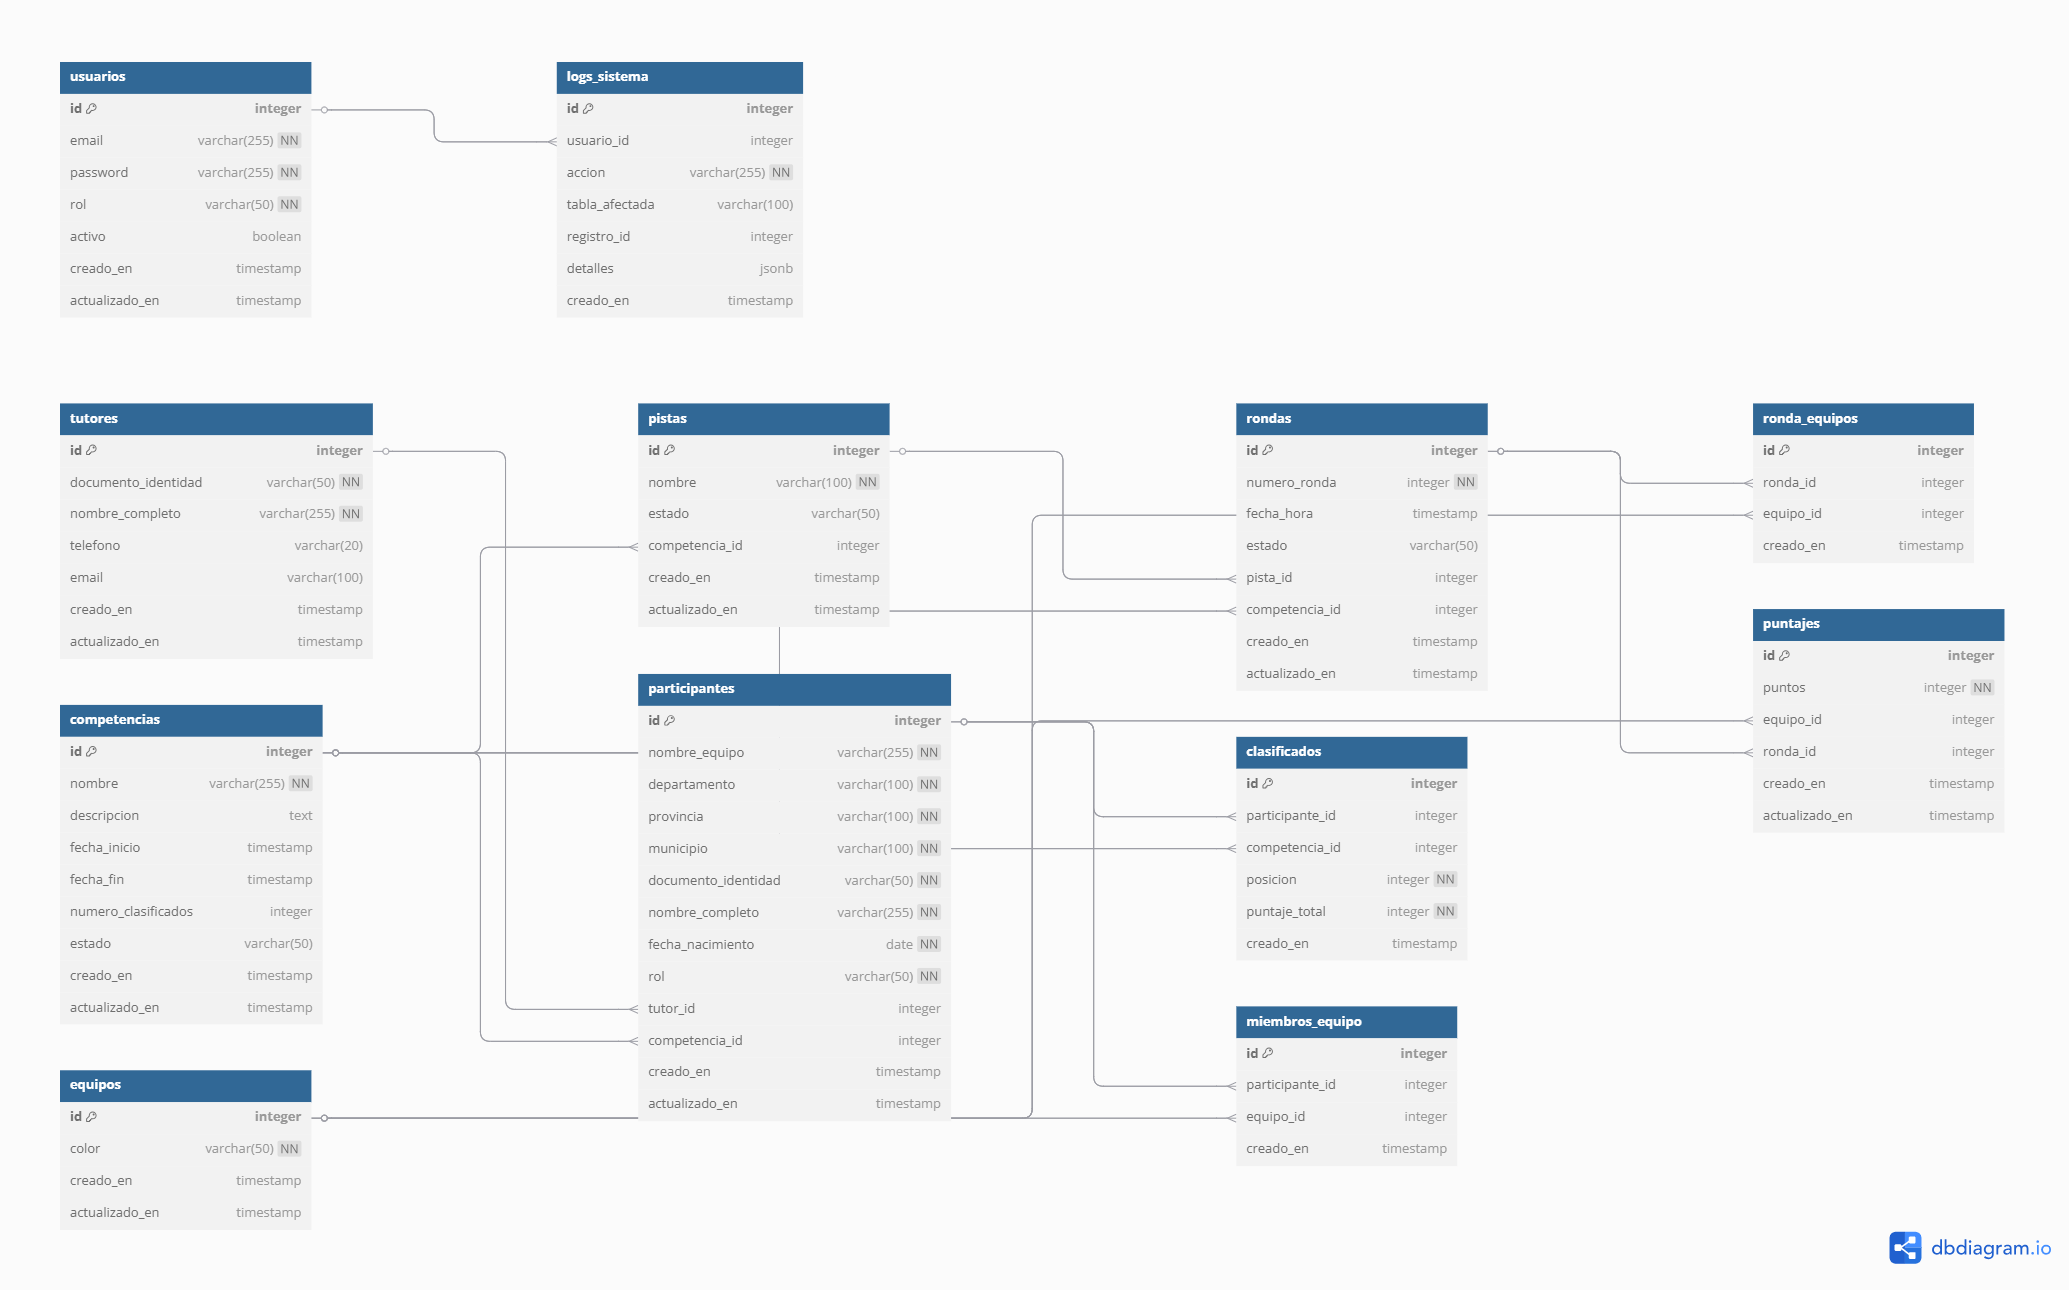 usuarios
id integer
email varchar(255) NN
password varchar(255) NN
rol varchar(50) NN
activo boolean
creado_en timestamp
actualizado_en timestamp
logs_sistema
id integer
usuario_id integer
accion varchar(255) NN
tabla_afectada varchar(100)
registro_id integer
detalles jsonb
creado_en timestamp
tutores
id integer
documento_identidad varchar(50) NN
nombre_completo varchar(255) NN
telefono varchar(20)
email varchar(100)
creado_en timestamp
actualizado_en timestamp
pistas
id integer
nombre varchar(100) NN
estado varchar(50)
competencia_id integer
creado_en timestamp
actualizado_en timestamp
rondas
id integer
numero_ronda integer NN
fecha_hora timestamp
estado varchar(50)
pista_id integer
competencia_id integer
creado_en timestamp
actualizado_en timestamp
ronda_equipos
id integer
ronda_id integer
equipo_id integer
creado_en timestamp
puntajes
id integer
puntos integer NN
equipo_id integer
ronda_id integer
creado_en timestamp
actualizado_en timestamp
competencias
id integer
nombre varchar(255) NN
descripcion text
fecha_inicio timestamp
fecha_fin timestamp
numero_clasificados integer
estado varchar(50)
creado_en timestamp
actualizado_en timestamp
participantes
id integer
nombre_equipo varchar(255) NN
departamento varchar(100) NN
provincia varchar(100) NN
municipio varchar(100) NN
documento_identidad varchar(50) NN
nombre_completo varchar(255) NN
fecha_nacimiento date NN
rol varchar(50) NN
tutor_id integer
competencia_id integer
creado_en timestamp
actualizado_en timestamp
clasificados
id integer
participante_id integer
competencia_id integer
posicion integer NN
puntaje_total integer NN
creado_en timestamp
miembros_equipo
id integer
participante_id integer
equipo_id integer
creado_en timestamp
equipos
id integer
color varchar(50) NN
creado_en timestamp
actualizado_en timestamp
dbdiagram.io